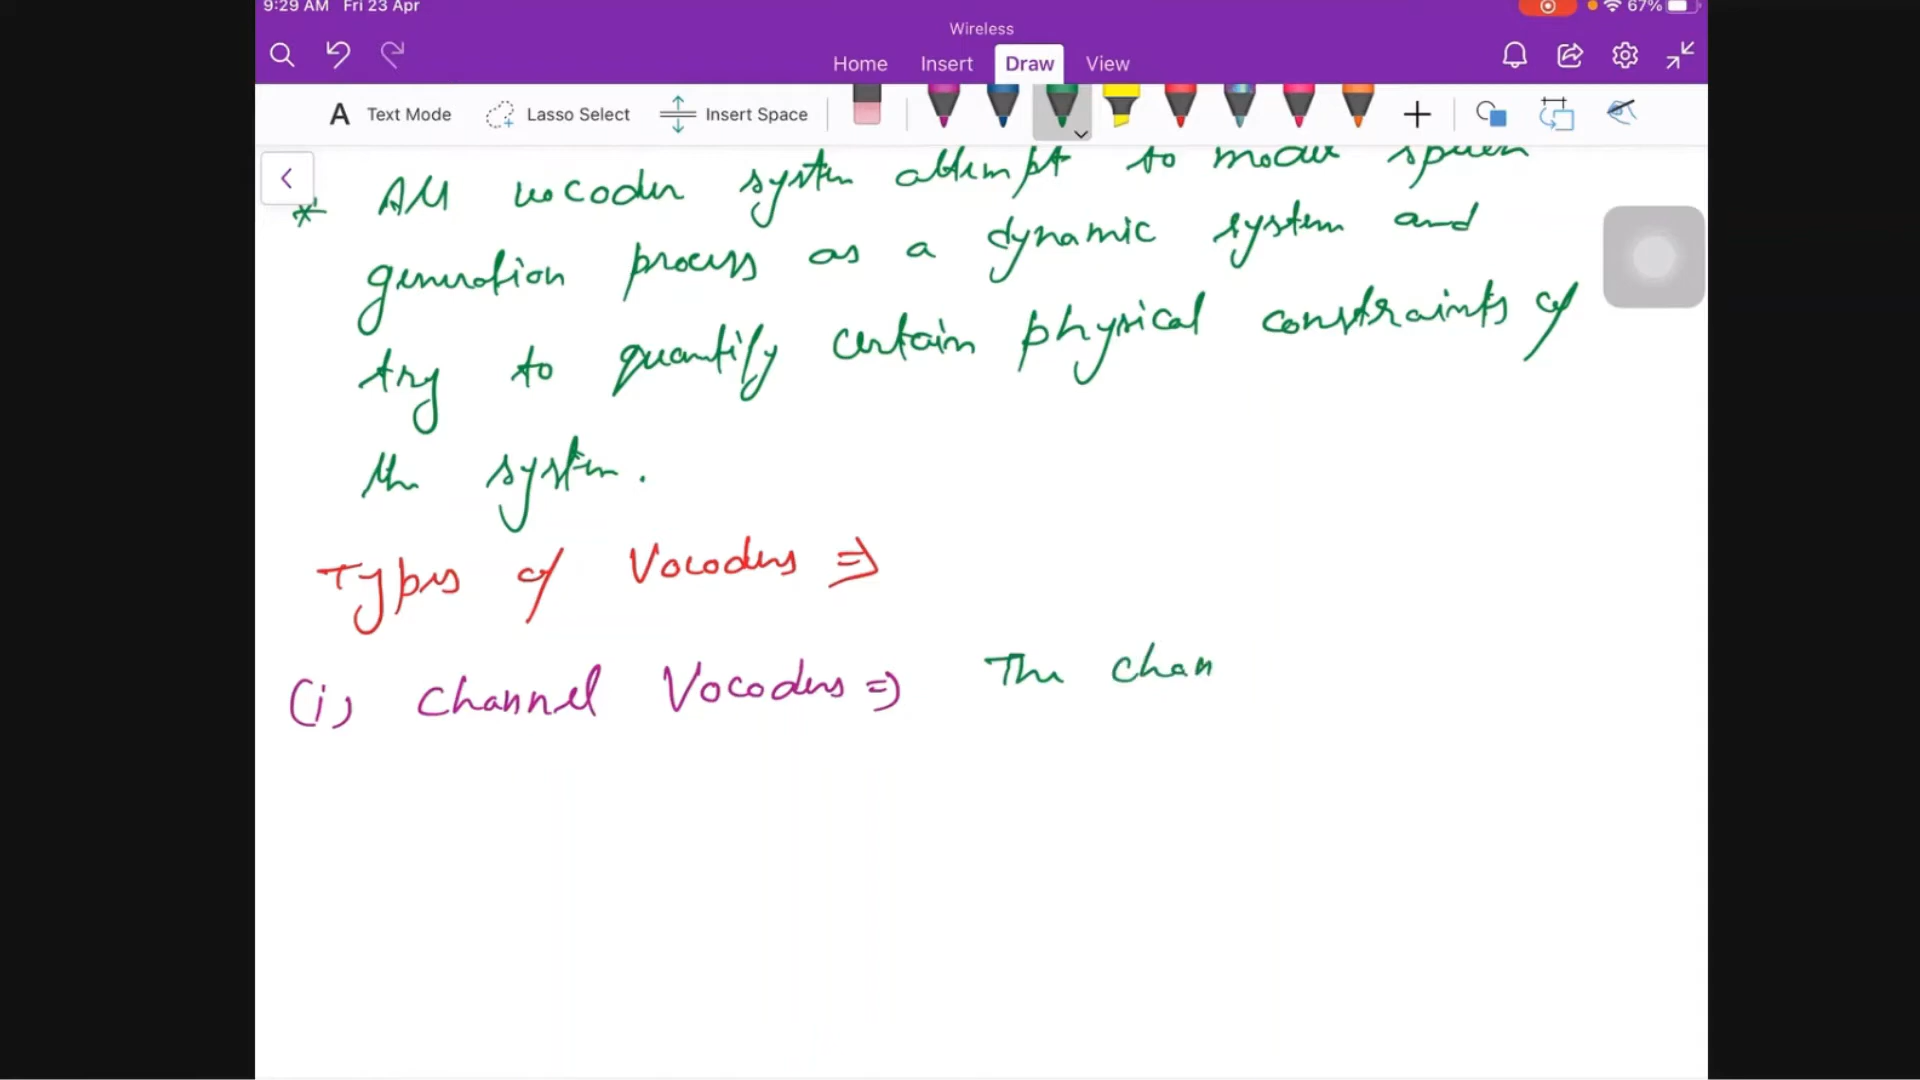 9:29 AM Fri 23 Apr
67%
Wireless
Home Insert Draw View
A Text Mode Lasso Select Insert Space
* All vocoder system attempt to model speech
generation process as a dynamic system and
try to quantify certain physical constraints of
the system.
Types of Vocoders ⇒
(i) Channel Vocoders ⇒ The chan